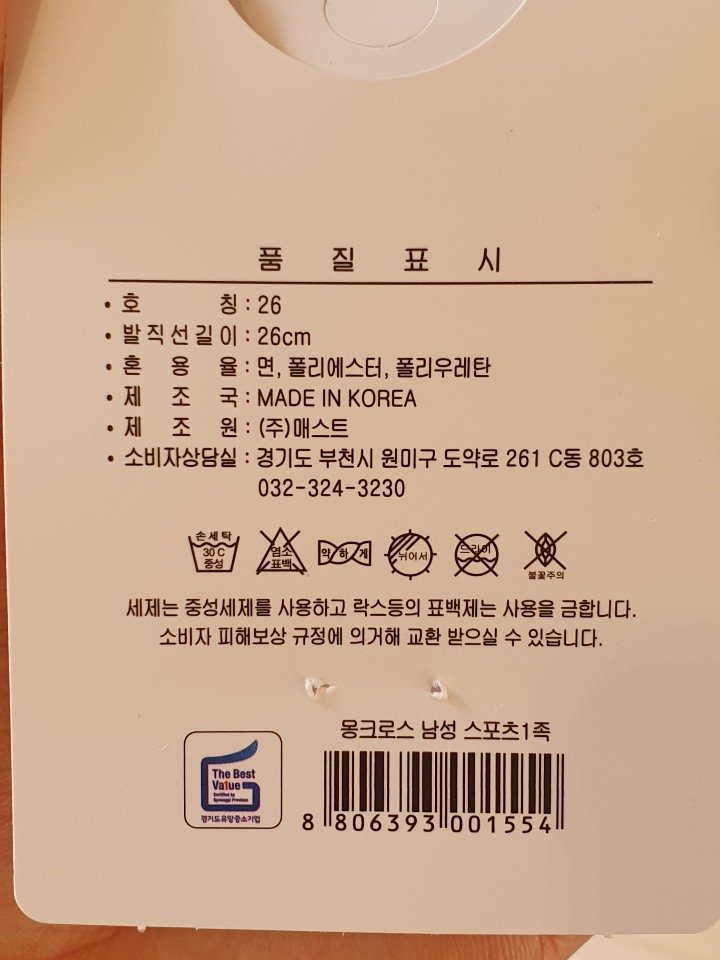 품 질 표 시
• 호 칭 : 26
• 발직선길이 : 26cm
• 혼 용 율 : 면, 폴리에스터, 폴리우레탄
• 제 조 국 : MADE IN KOREA
• 제 조 원 : (주)매스트
• 소비자상담실 : 경기도 부천시 원미구 도약로 261 C동 803호
032-324-3230
손세탁
30 C
중성
염소
표백
약하게
뉘어서
드라이
불꽃주의
세제는 중성세제를 사용하고 락스등의 표백제는 사용을 금합니다.
소비자 피해보상 규정에 의거해 교환 받으실 수 있습니다.
몽크로스 남성 스포츠1족
The Best
Va1ue
Certified by
Gyeonggi Province
경기도유망중소기업
8 806393 001554